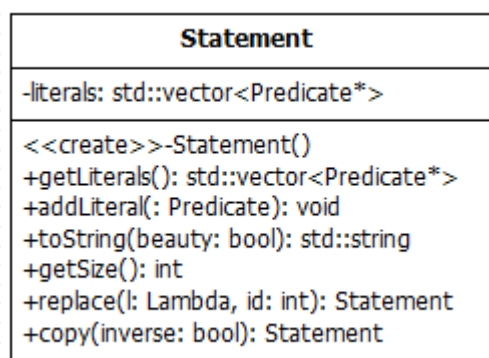 Statement
-literals: std::vector<Predicate*>
<<create>>-Statement()
+getLiterals(): std::vector<Predicate*>
+addLiteral(: Predicate): void
+toString(beauty: bool): std::string
+getSize(): int
+replace(l: Lambda, id: int): Statement
+copy(inverse: bool): Statement